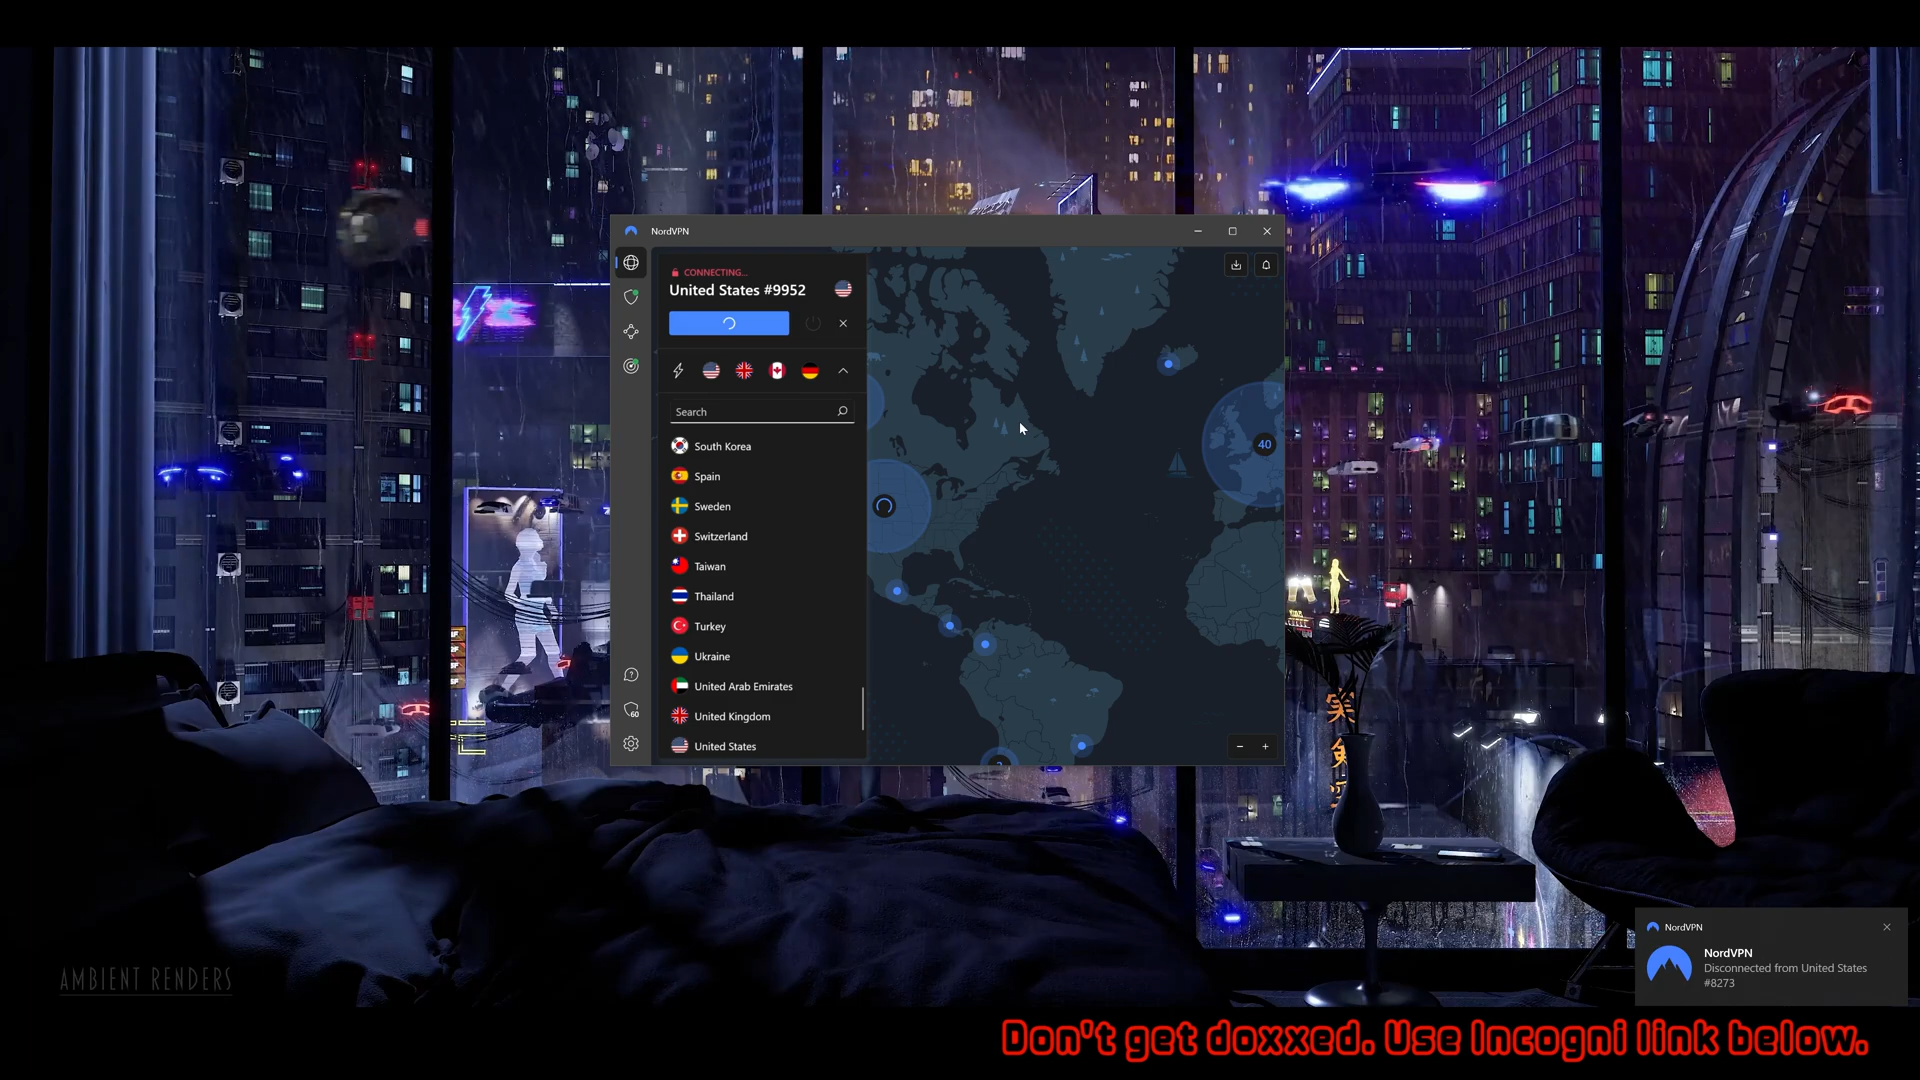 NordVPN
CONNECTING...
United States #9952
Search
South Korea
Spain
Sweden
Switzerland
Taiwan
Thailand
Turkey
Ukraine
United Arab Emirates
United Kingdom
United States
60
40
NordVPN
NordVPN
Disconnected from United States
#8273
AMBIENT RENDERS
Don't get doxxed. Use Incogni link below.